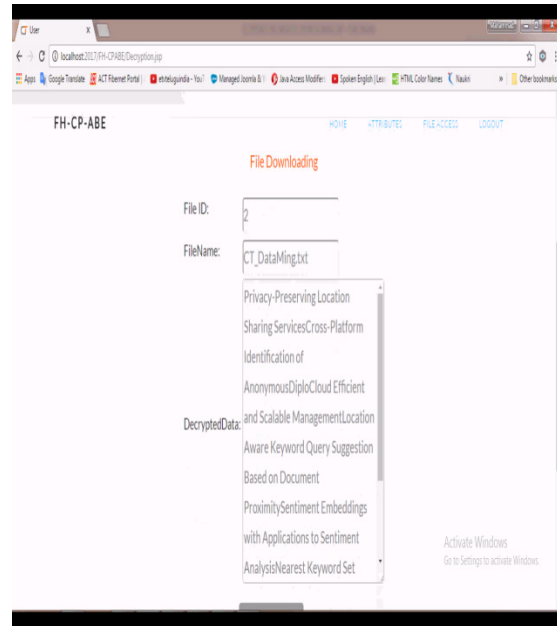 User
localhost:2017/FH-CPABE/Decryption.jsp
Apps Google Translate ACT Fibernet Portal etvteluguindia - You Managed Joomla & Java Access Modifier Spoken English | Lear HTML Color Names Naukri » Other bookmarks
FH-CP-ABE HOME ATTRIBUTES FILE ACCESS LOGOUT
File Downloading
File ID: 2
FileName: CT_DataMing.txt
Privacy-Preserving Location
Sharing ServicesCross-Platform
Identification of
AnonymousDiploCloud Efficient
DecryptedData: and Scalable ManagementLocation
Aware Keyword Query Suggestion
Based on Document
ProximitySentiment Embeddings
with Applications to Sentiment
AnalysisNearest Keyword Set
Activate Windows
Go to Settings to activate Windows.